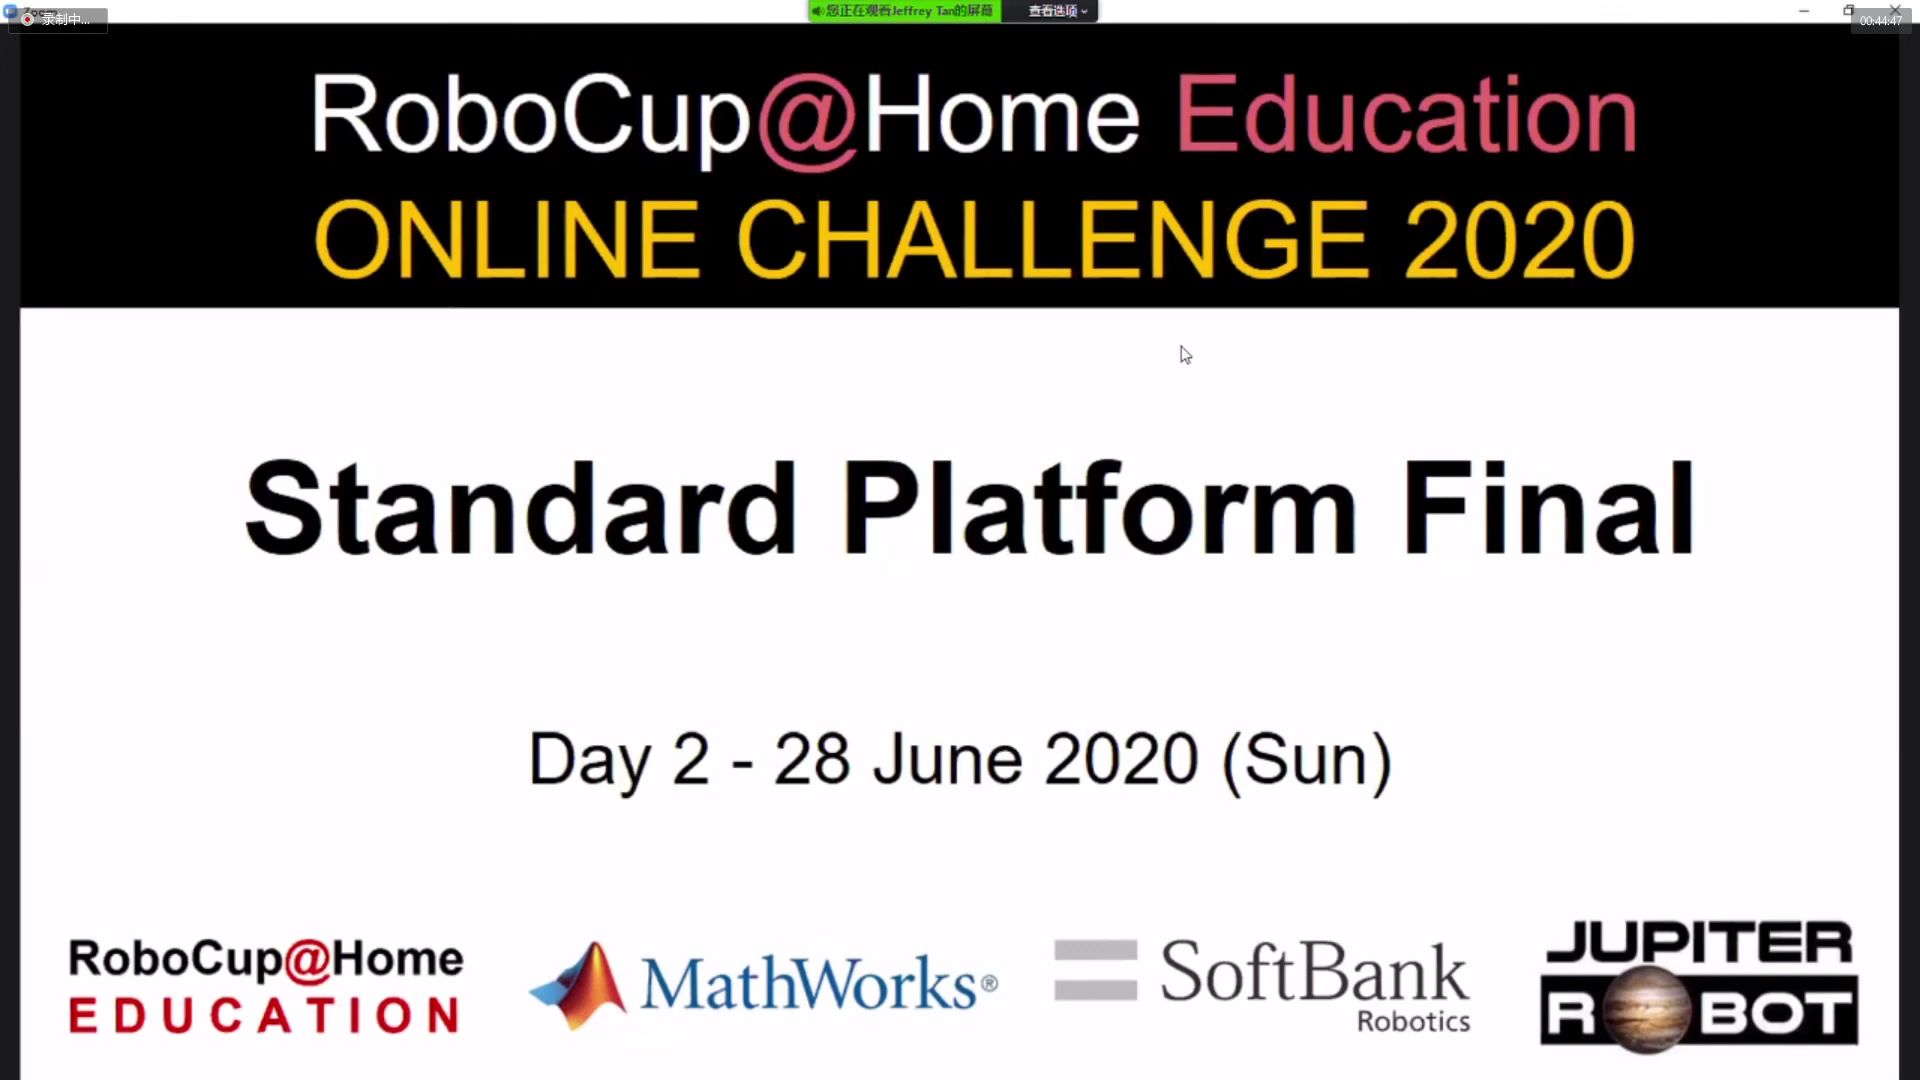 Zoom
录制中...
您正在观看Jeffrey Tan的屏幕
查看选项
00:44:47
RoboCup@Home Education
ONLINE CHALLENGE 2020
Standard Platform Final
Day 2 - 28 June 2020 (Sun)
RoboCup@Home
EDUCATION
MathWorks®
SoftBank
Robotics
JUPITER
ROBOT